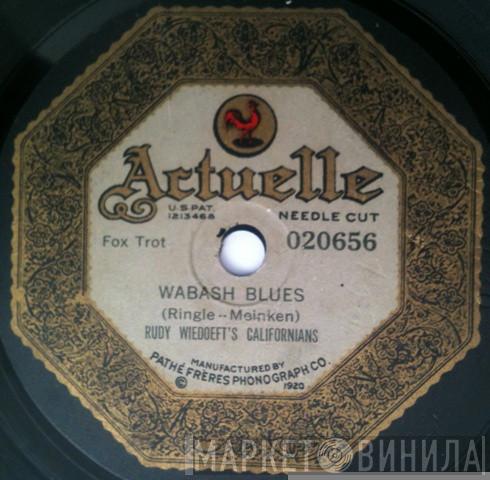 Actuelle
U.S. PAT.
1213468
NEEDLE CUT
Fox Trot
020656
WABASH BLUES
(Ringle -- Meinken)
RUDY WIEDOEFT'S CALIFORNIANS
MANUFACTURED BY
PATHÉ FRÈRES PHONOGRAPH CO.
© 1920
МАРКЕТ ВИНИЛА